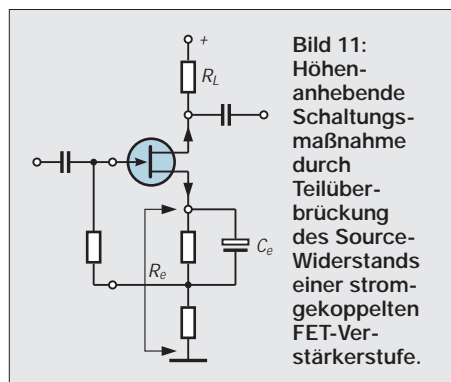 +
R_L
C_e
R_e
Bild 11:
Höhen-
anhebende
Schaltungs-
maßnahme
durch
Teilüber-
brückung
des Source-
Widerstands
einer strom-
gekoppelten
FET-Ver-
stärkerstufe.